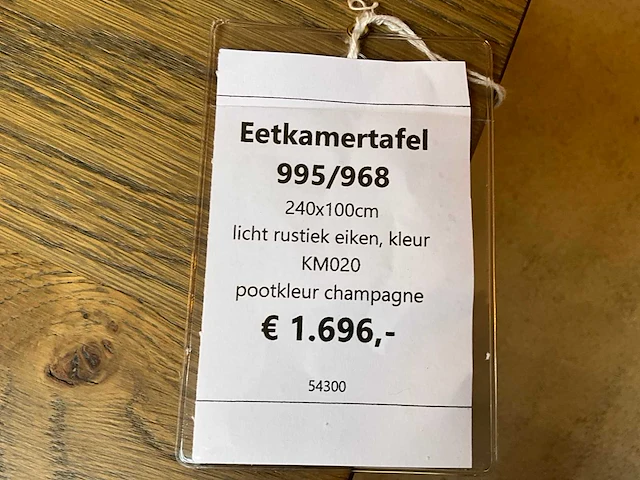 Eetkamertafel
995/968
240x100cm
licht rustiek eiken, kleur
KM020
pootkleur champagne
€ 1.696,-
54300